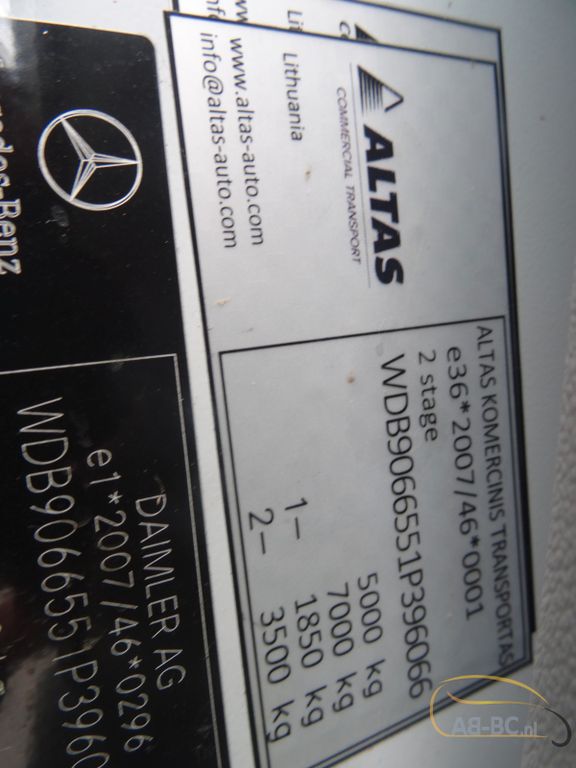 ALTAS
COMMERCIAL TRANSPORT
Lithuania
www.altas-auto.com
info@altas-auto.com
ALTAS KOMERCINIS TRANSPORTAS
e36*2007/46*0001
2 stage
WDB9066551P396066
5000 kg
7000 kg
1– 1850 kg
2– 3500 kg
DAIMLER AG
e1*2007/46*0296
WDB9066551P3960
AB-BC.nl